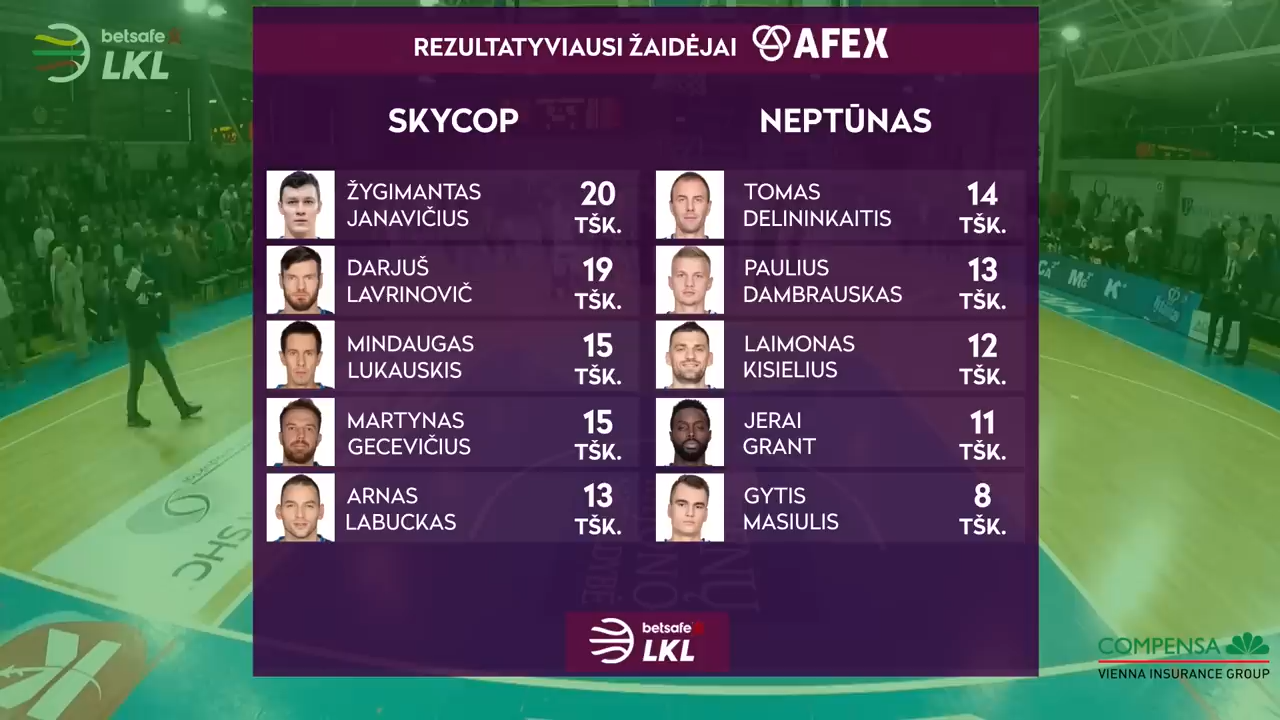 betsafe
LKL
REZULTATYVIAUSI ŽAIDĖJAI AFEX
SKYCOP
ŽYGIMANTAS
JANAVIČIUS
20
TŠK.
DARJUŠ
LAVRINOVIČ
19
TŠK.
MINDAUGAS
LUKAUSKIS
15
TŠK.
MARTYNAS
GECEVIČIUS
15
TŠK.
ARNAS
LABUCKAS
13
TŠK.
NEPTŪNAS
TOMAS
DELININKAITIS
14
TŠK.
PAULIUS
DAMBRAUSKAS
13
TŠK.
LAIMONAS
KISIELIUS
12
TŠK.
JERAI
GRANT
11
TŠK.
GYTIS
MASIULIS
8
TŠK.
betsafe
LKL
COMPENSA
VIENNA INSURANCE GROUP